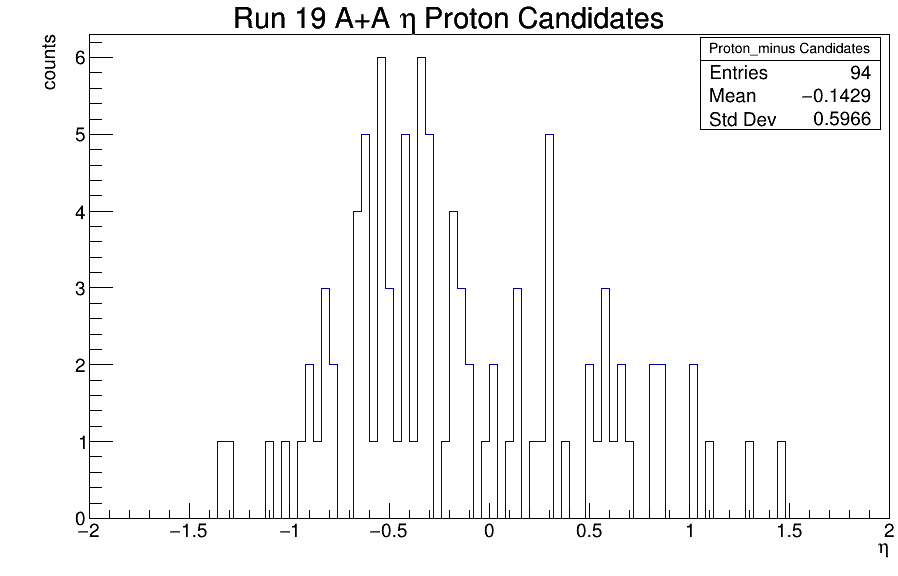 Run 19 A+A η Proton Candidates
counts
Proton_minus Candidates
Entries 94
Mean −0.1429
Std Dev 0.5966
6
5
4
3
2
1
0
−2 −1.5 −1 −0.5 0 0.5 1 1.5 2
η